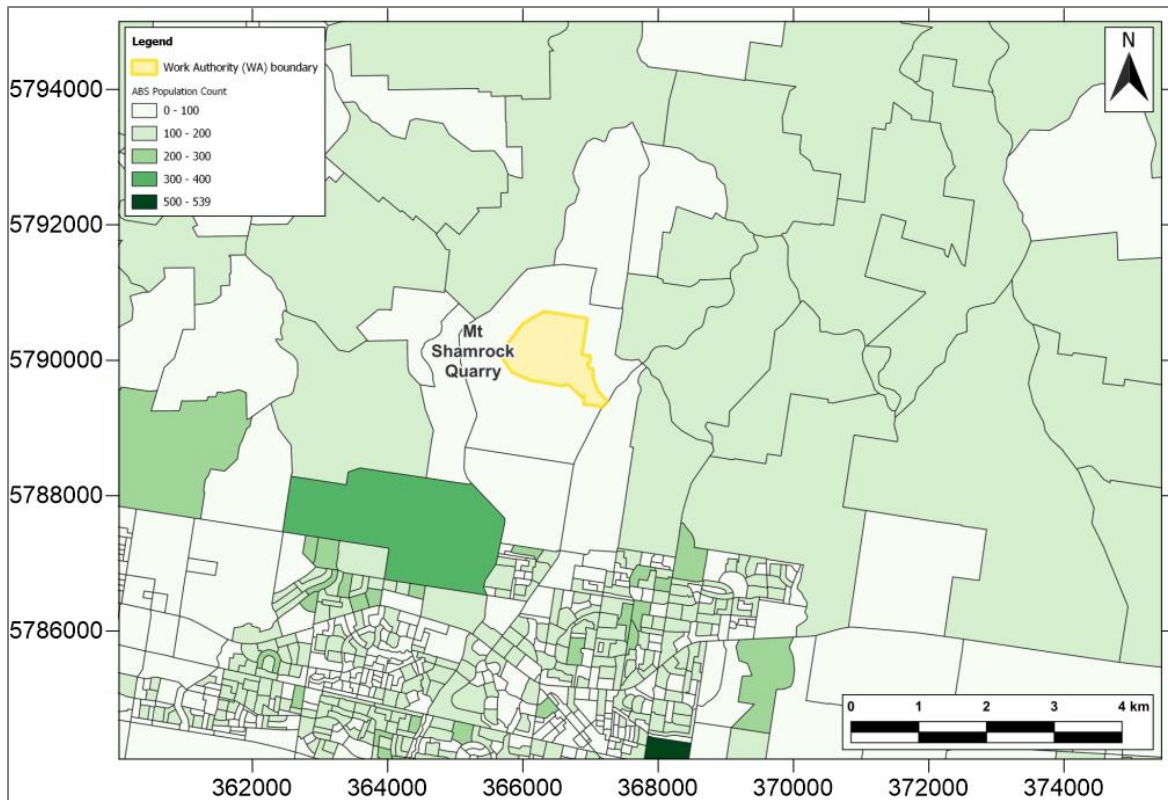 Legend
Work Authority (WA) boundary
ABS Population Count
0 - 100
100 - 200
200 - 300
300 - 400
500 - 539
N
5794000
5792000
5790000
5788000
5786000
Mt
Shamrock
Quarry
0 1 2 3 4 km
362000 364000 366000 368000 370000 372000 374000